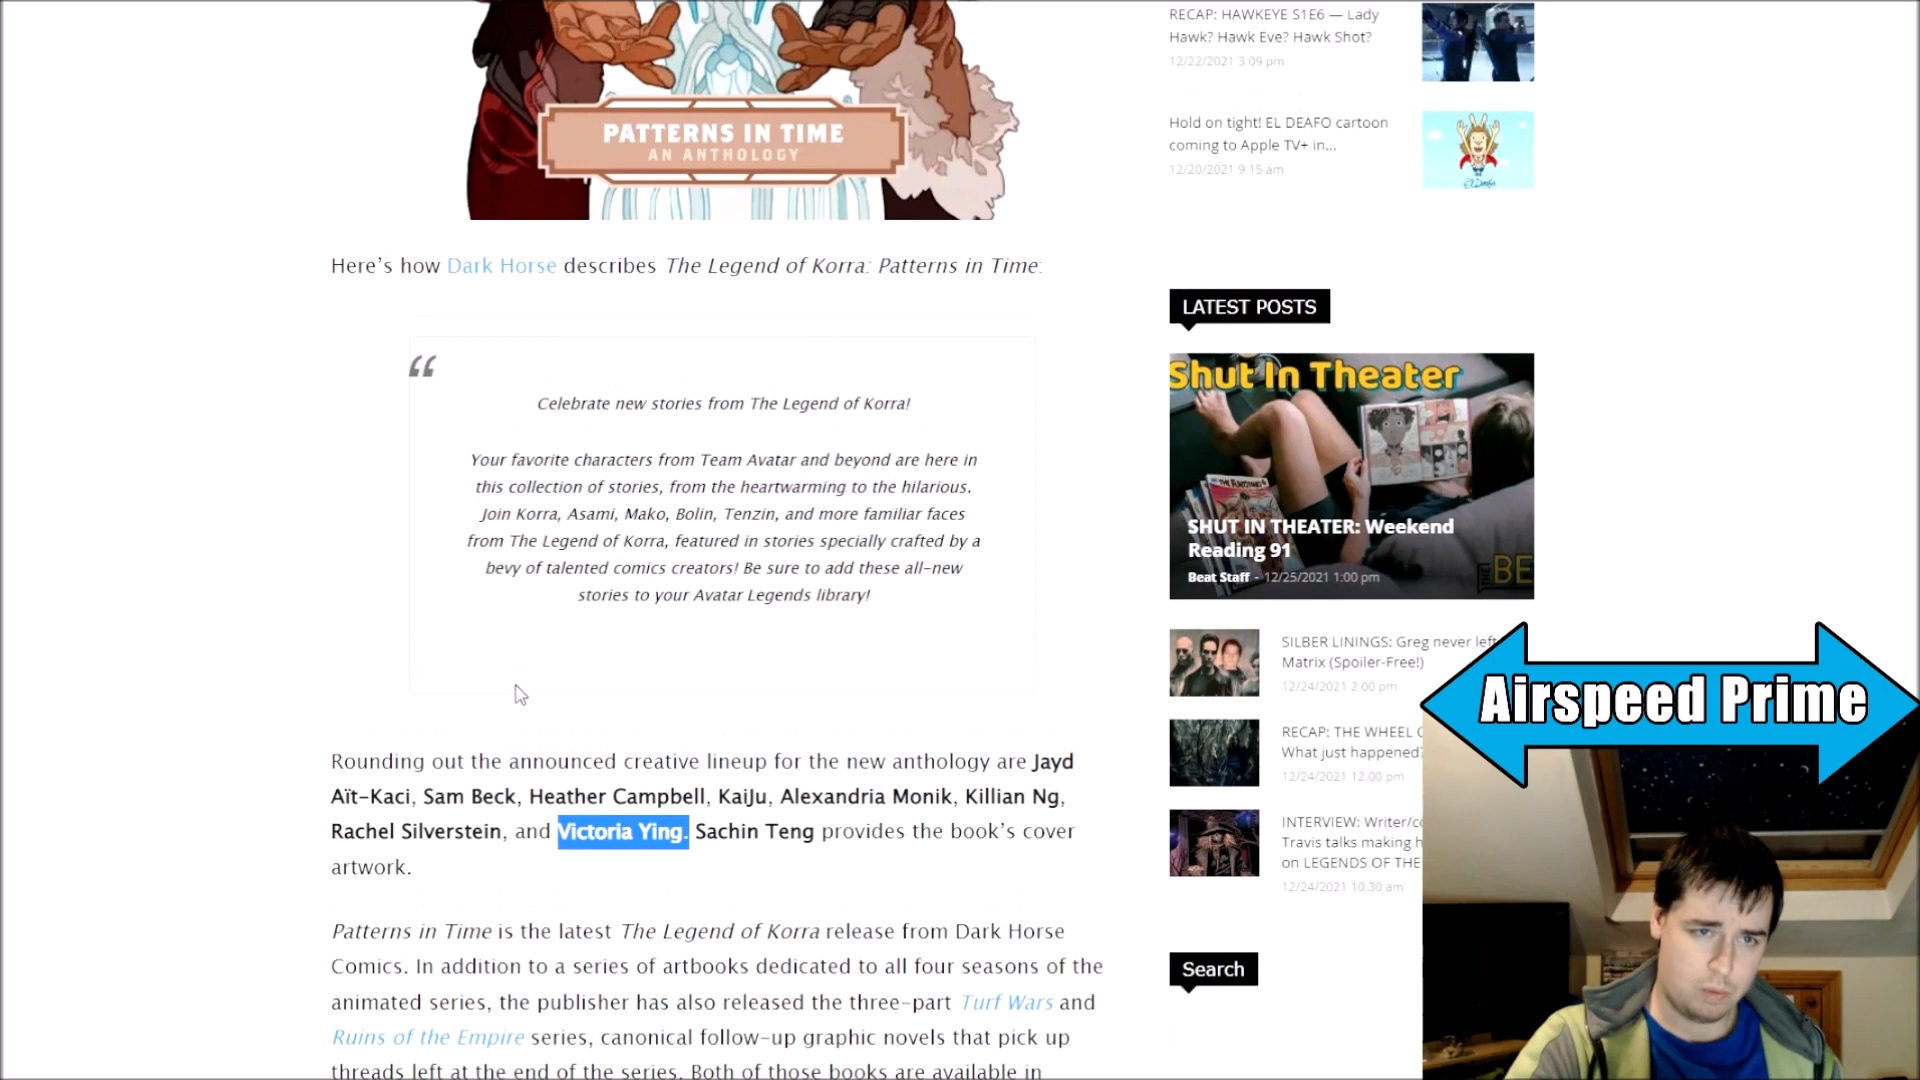 PATTERNS IN TIME
AN ANTHOLOGY
Here's how Dark Horse describes The Legend of Korra: Patterns in Time:
“
Celebrate new stories from The Legend of Korra!
Your favorite characters from Team Avatar and beyond are here in
this collection of stories, from the heartwarming to the hilarious.
Join Korra, Asami, Mako, Bolin, Tenzin, and more familiar faces
from The Legend of Korra, featured in stories specially crafted by a
bevy of talented comics creators! Be sure to add these all-new
stories to your Avatar Legends library!
Rounding out the announced creative lineup for the new anthology are Jayd
Aït-Kaci, Sam Beck, Heather Campbell, KaiJu, Alexandria Monik, Killian Ng,
Rachel Silverstein, and Victoria Ying. Sachin Teng provides the book's cover
artwork.
Patterns in Time is the latest The Legend of Korra release from Dark Horse
Comics. In addition to a series of artbooks dedicated to all four seasons of the
animated series, the publisher has also released the three-part Turf Wars and
Ruins of the Empire series, canonical follow-up graphic novels that pick up
threads left at the end of the series. Both of those books are available in
RECAP: HAWKEYE S1E6 — Lady
Hawk? Hawk Eve? Hawk Shot?
12/22/2021 3:09 pm
Hold on tight! EL DEAFO cartoon
coming to Apple TV+ in...
12/20/2021 9:15 am
El Deafo
LATEST POSTS
Shut In Theater
THE FLINTSTONES
SHUT IN THEATER: Weekend
Reading 91
Beat Staff - 12/25/2021 1:00 pm
THE BE
SILBER LININGS: Greg never left
Matrix (Spoiler-Free!)
12/24/2021 2:00 pm
RECAP: THE WHEEL
What just happened?
12/24/2021 12:00 pm
INTERVIEW: Writer/co
Travis talks making h
on LEGENDS OF THE
12/24/2021 10:30 am
Search
Airspeed Prime